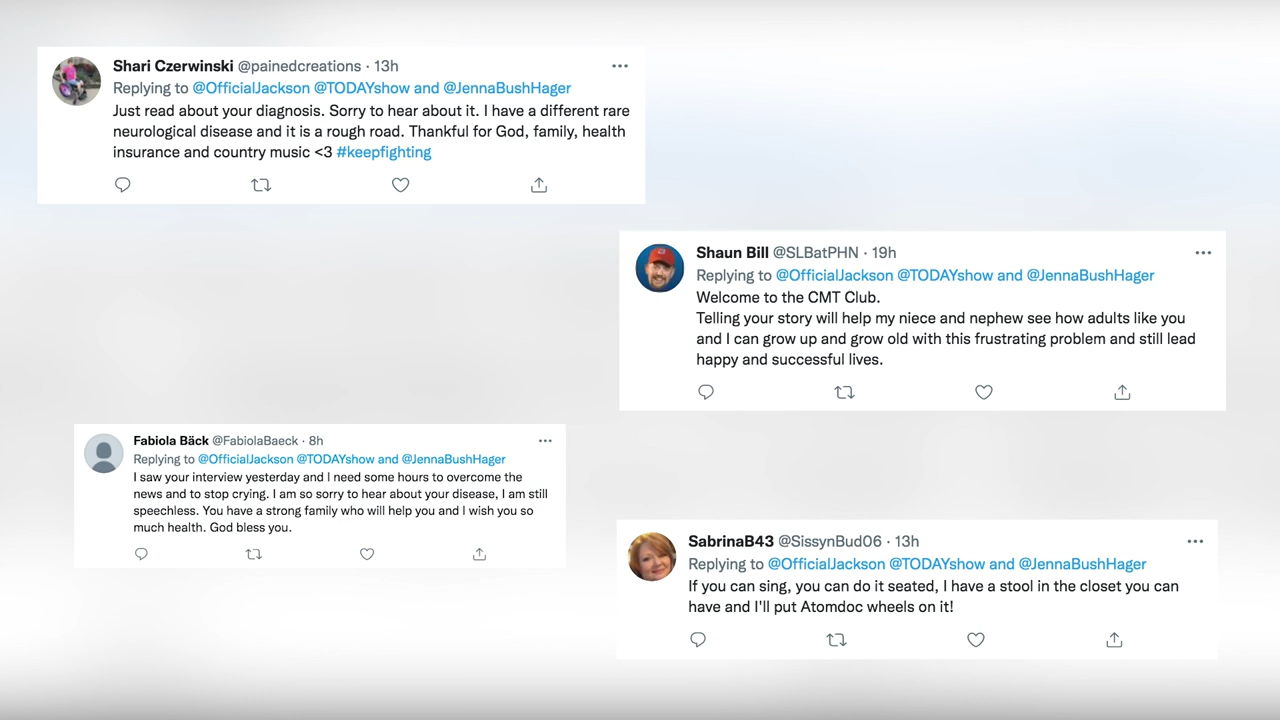 Shari Czerwinski @painedcreations · 13h
Replying to @OfficialJackson @TODAYshow and @JennaBushHager
Just read about your diagnosis. Sorry to hear about it. I have a different rare
neurological disease and it is a rough road. Thankful for God, family, health
insurance and country music <3 #keepfighting
Shaun Bill @SLBatPHN · 19h
Replying to @OfficialJackson @TODAYshow and @JennaBushHager
Welcome to the CMT Club.
Telling your story will help my niece and nephew see how adults like you
and I can grow up and grow old with this frustrating problem and still lead
happy and successful lives.
Fabiola Bäck @FabiolaBaeck · 8h
Replying to @OfficialJackson @TODAYshow and @JennaBushHager
I saw your interview yesterday and I need some hours to overcome the
news and to stop crying. I am so sorry to hear about your disease, I am still
speechless. You have a strong family who will help you and I wish you so
much health. God bless you.
SabrinaB43 @SissynBud06 · 13h
Replying to @OfficialJackson @TODAYshow and @JennaBushHager
If you can sing, you can do it seated, I have a stool in the closet you can
have and I'll put Atomdoc wheels on it!